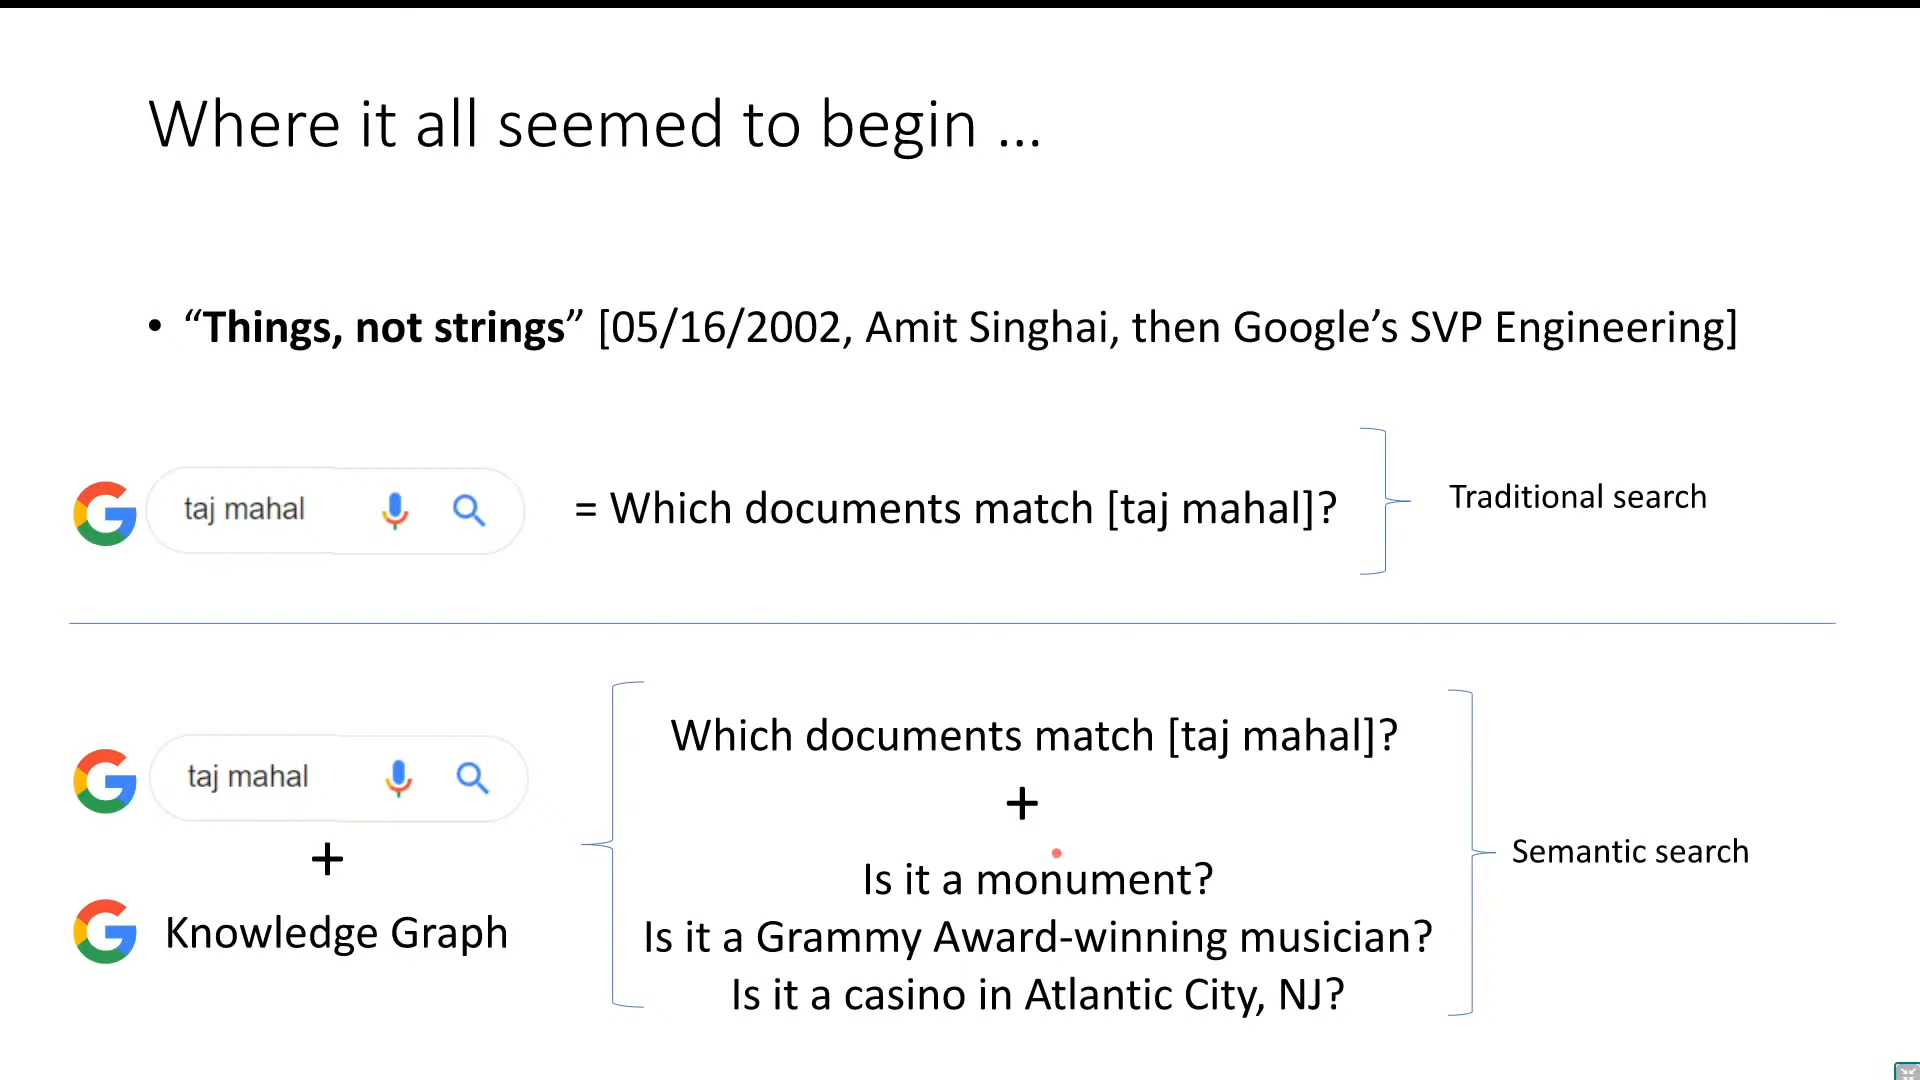 Where it all seemed to begin ...
• “Things, not strings” [05/16/2002, Amit Singhai, then Google’s SVP Engineering]
taj mahal
= Which documents match [taj mahal]?
Traditional search
taj mahal
+
Knowledge Graph
Which documents match [taj mahal]?
+
Is it a monument?
Is it a Grammy Award-winning musician?
Is it a casino in Atlantic City, NJ?
Semantic search